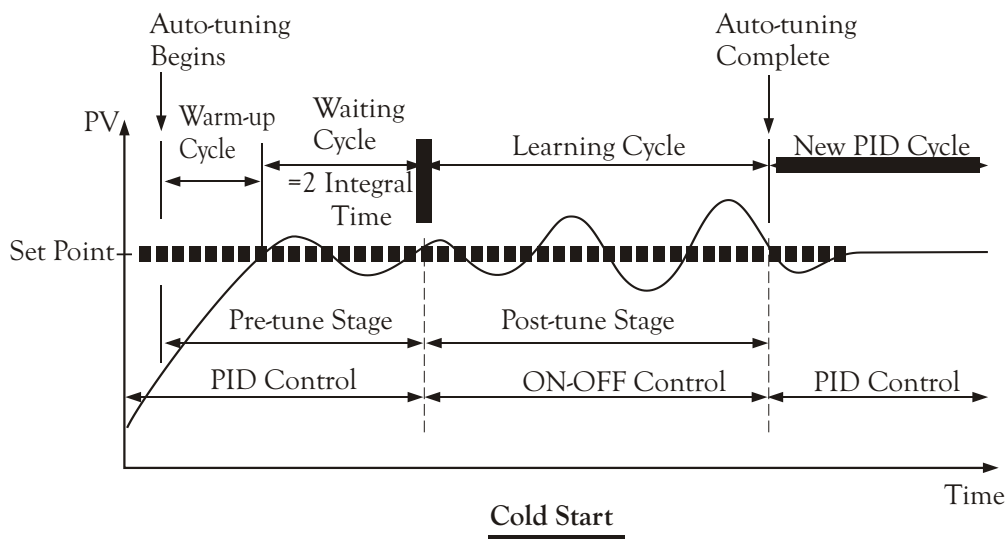 Auto-tuning
Begins
Auto-tuning
Complete
PV
Warm-up
Cycle
Waiting
Cycle
=2 Integral
Time
Learning Cycle
New PID Cycle
Set Point
Pre-tune Stage
Post-tune Stage
PID Control
ON-OFF Control
PID Control
Time
Cold Start